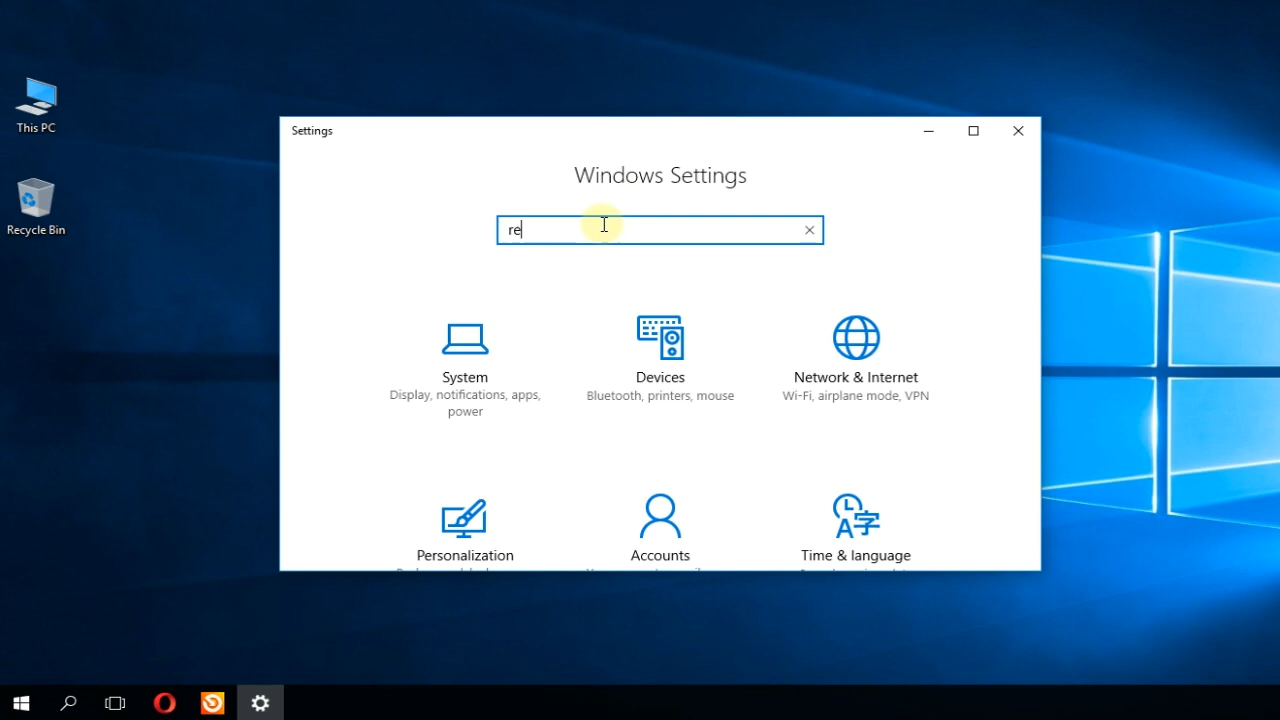 This PC
Recycle Bin
Settings
Windows Settings
re
System
Display, notifications, apps,
power
Devices
Bluetooth, printers, mouse
Network & Internet
Wi-Fi, airplane mode, VPN
Personalization
Accounts
Time & language